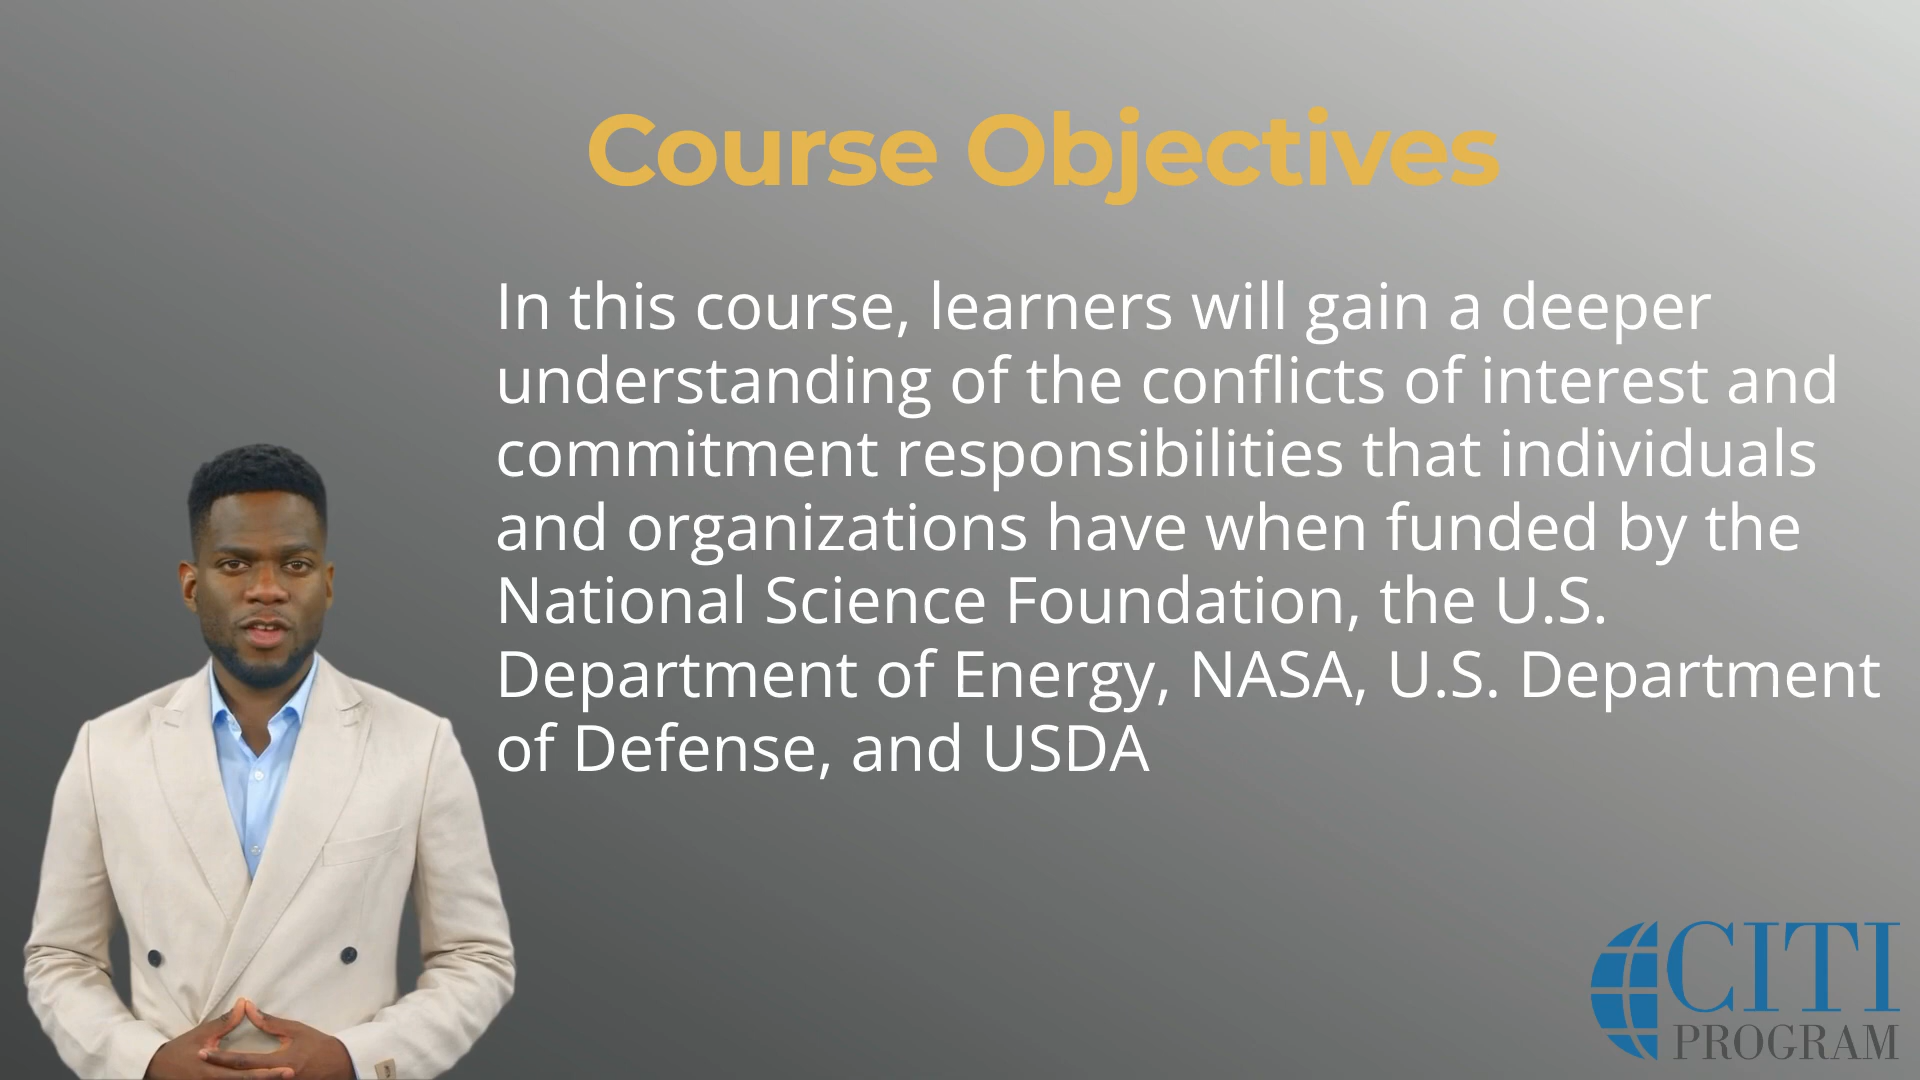 Course Objectives
In this course, learners will gain a deeper
understanding of the conflicts of interest and
commitment responsibilities that individuals
and organizations have when funded by the
National Science Foundation, the U.S.
Department of Energy, NASA, U.S. Department
of Defense, and USDA
CITI
PROGRAM